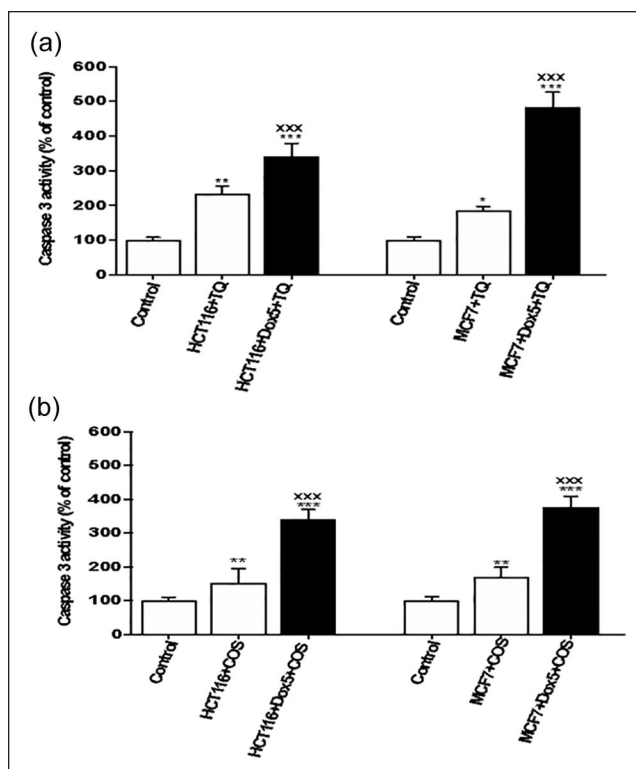 (a)
Caspase 3 activity (% of control)
600
500
400
300
200
100
0
**
xxx
***
*
xxx
***
Control
HCT116+TQ
HCT116+Dox5+TQ
Control
MCF7+TQ
MCF7+Dox5+TQ
(b)
Caspase 3 activity (% of control)
600
500
400
300
200
100
0
**
xxx
***
**
xxx
***
Control
HCT116+COS
HCT116+Dox5+COS
Control
MCF7+COS
MCF7+Dox5+COS